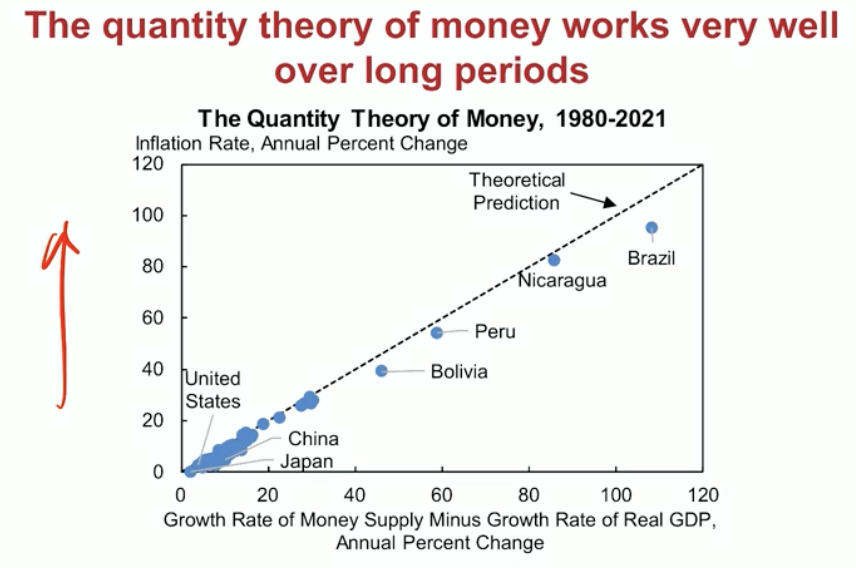 The quantity theory of money works very well
over long periods
The Quantity Theory of Money, 1980-2021
Inflation Rate, Annual Percent Change
120
100
80
60
40
20
0
Theoretical
Prediction
Brazil
Nicaragua
Peru
Bolivia
United
States
China
Japan
0 20 40 60 80 100 120
Growth Rate of Money Supply Minus Growth Rate of Real GDP,
Annual Percent Change